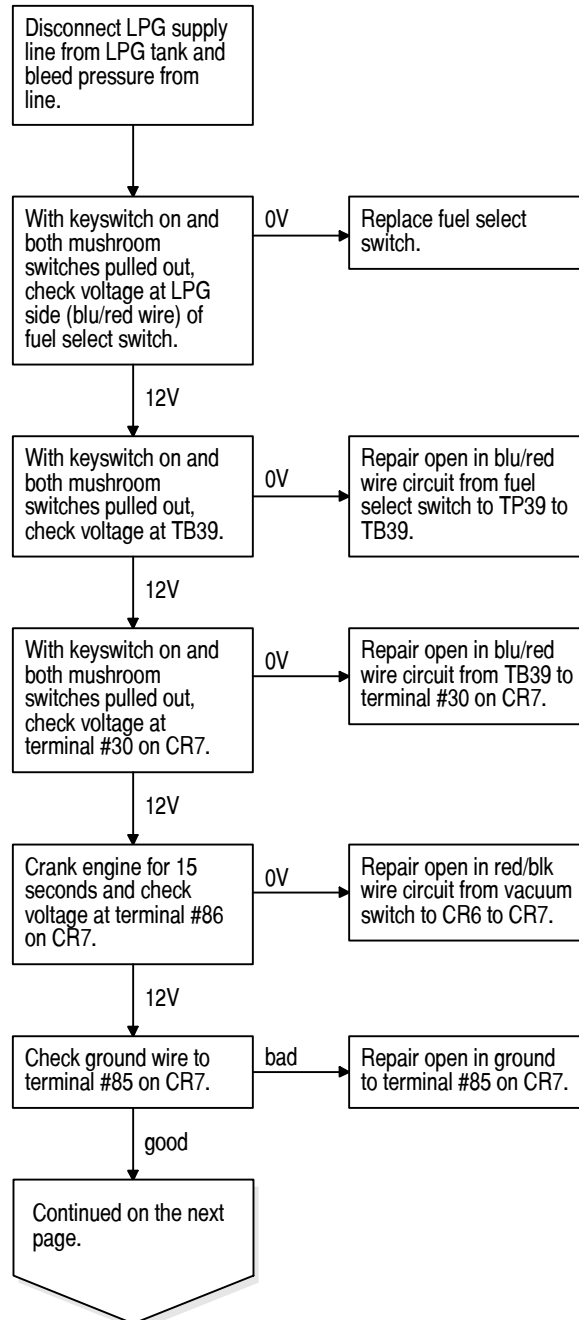 Disconnect LPG supply
line from LPG tank and
bleed pressure from
line.
With keyswitch on and
both mushroom
switches pulled out,
check voltage at LPG
side (blu/red wire) of
fuel select switch.
0V
Replace fuel select
switch.
12V
With keyswitch on and
both mushroom
switches pulled out,
check voltage at TB39.
0V
Repair open in blu/red
wire circuit from fuel
select switch to TP39 to
TB39.
12V
With keyswitch on and
both mushroom
switches pulled out,
check voltage at
terminal #30 on CR7.
0V
Repair open in blu/red
wire circuit from TB39 to
terminal #30 on CR7.
12V
Crank engine for 15
seconds and check
voltage at terminal #86
on CR7.
0V
Repair open in red/blk
wire circuit from vacuum
switch to CR6 to CR7.
12V
Check ground wire to
terminal #85 on CR7.
bad
Repair open in ground
to terminal #85 on CR7.
good
Continued on the next
page.